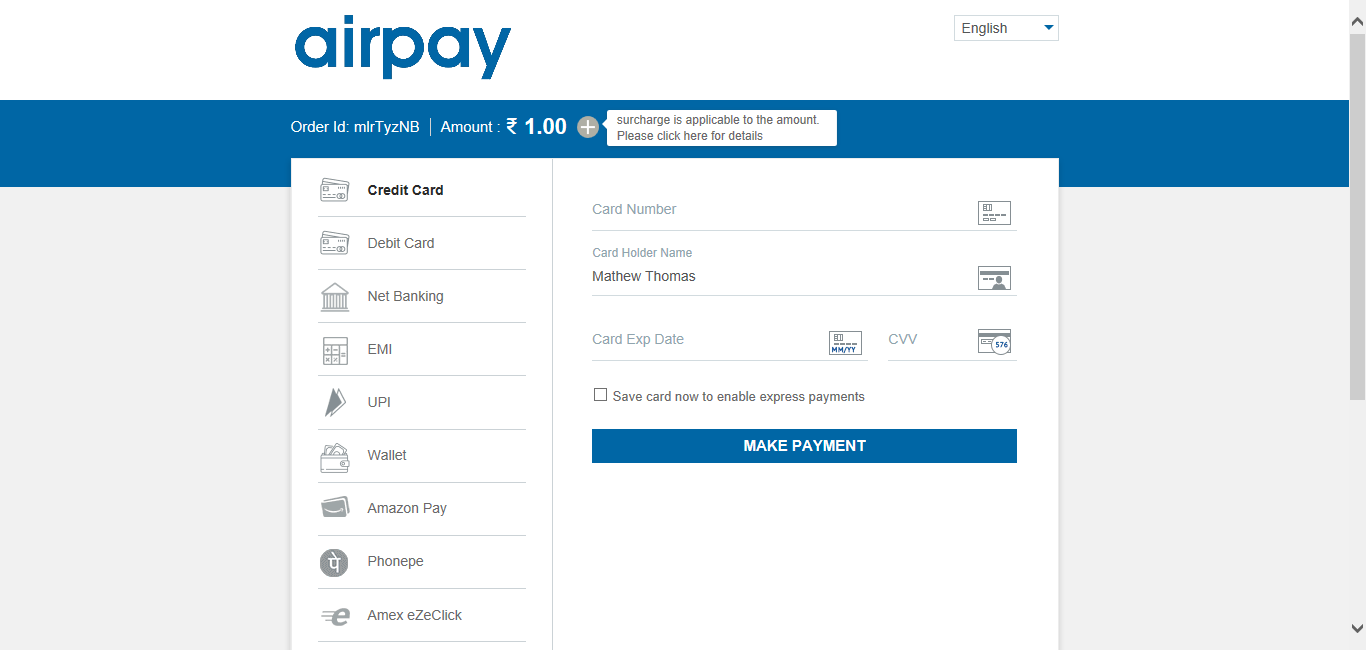 airpay
English
Order Id: mIrTyzNB
Amount : ₹ 1.00
surcharge is applicable to the amount.
Please click here for details
Credit Card
Debit Card
Net Banking
EMI
UPI
Wallet
Amazon Pay
पे
Phonepe
e
Amex eZeClick
Card Number
Card Holder Name
Mathew Thomas
Card Exp Date
MM/YY
CVV
576
Save card now to enable express payments
MAKE PAYMENT